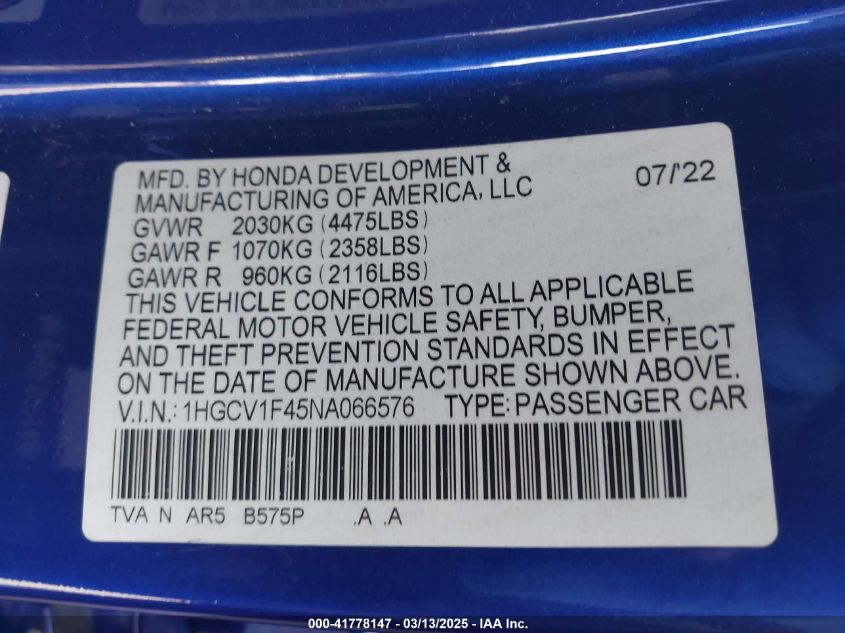 MFD. BY HONDA DEVELOPMENT & 07/'22
MANUFACTURING OF AMERICA, LLC
GVWR 2030KG (4475LBS)
GAWR F 1070KG (2358LBS)
GAWR R 960KG (2116LBS)
THIS VEHICLE CONFORMS TO ALL APPLICABLE
FEDERAL MOTOR VEHICLE SAFETY, BUMPER,
AND THEFT PREVENTION STANDARDS IN EFFECT
ON THE DATE OF MANUFACTURE SHOWN ABOVE.
V.I.N.: 1HGCV1F45NA066576 TYPE: PASSENGER CAR
TVA N .AR5 B575P .A .A
000-41778147 - 03/13/2025 - IAA Inc.